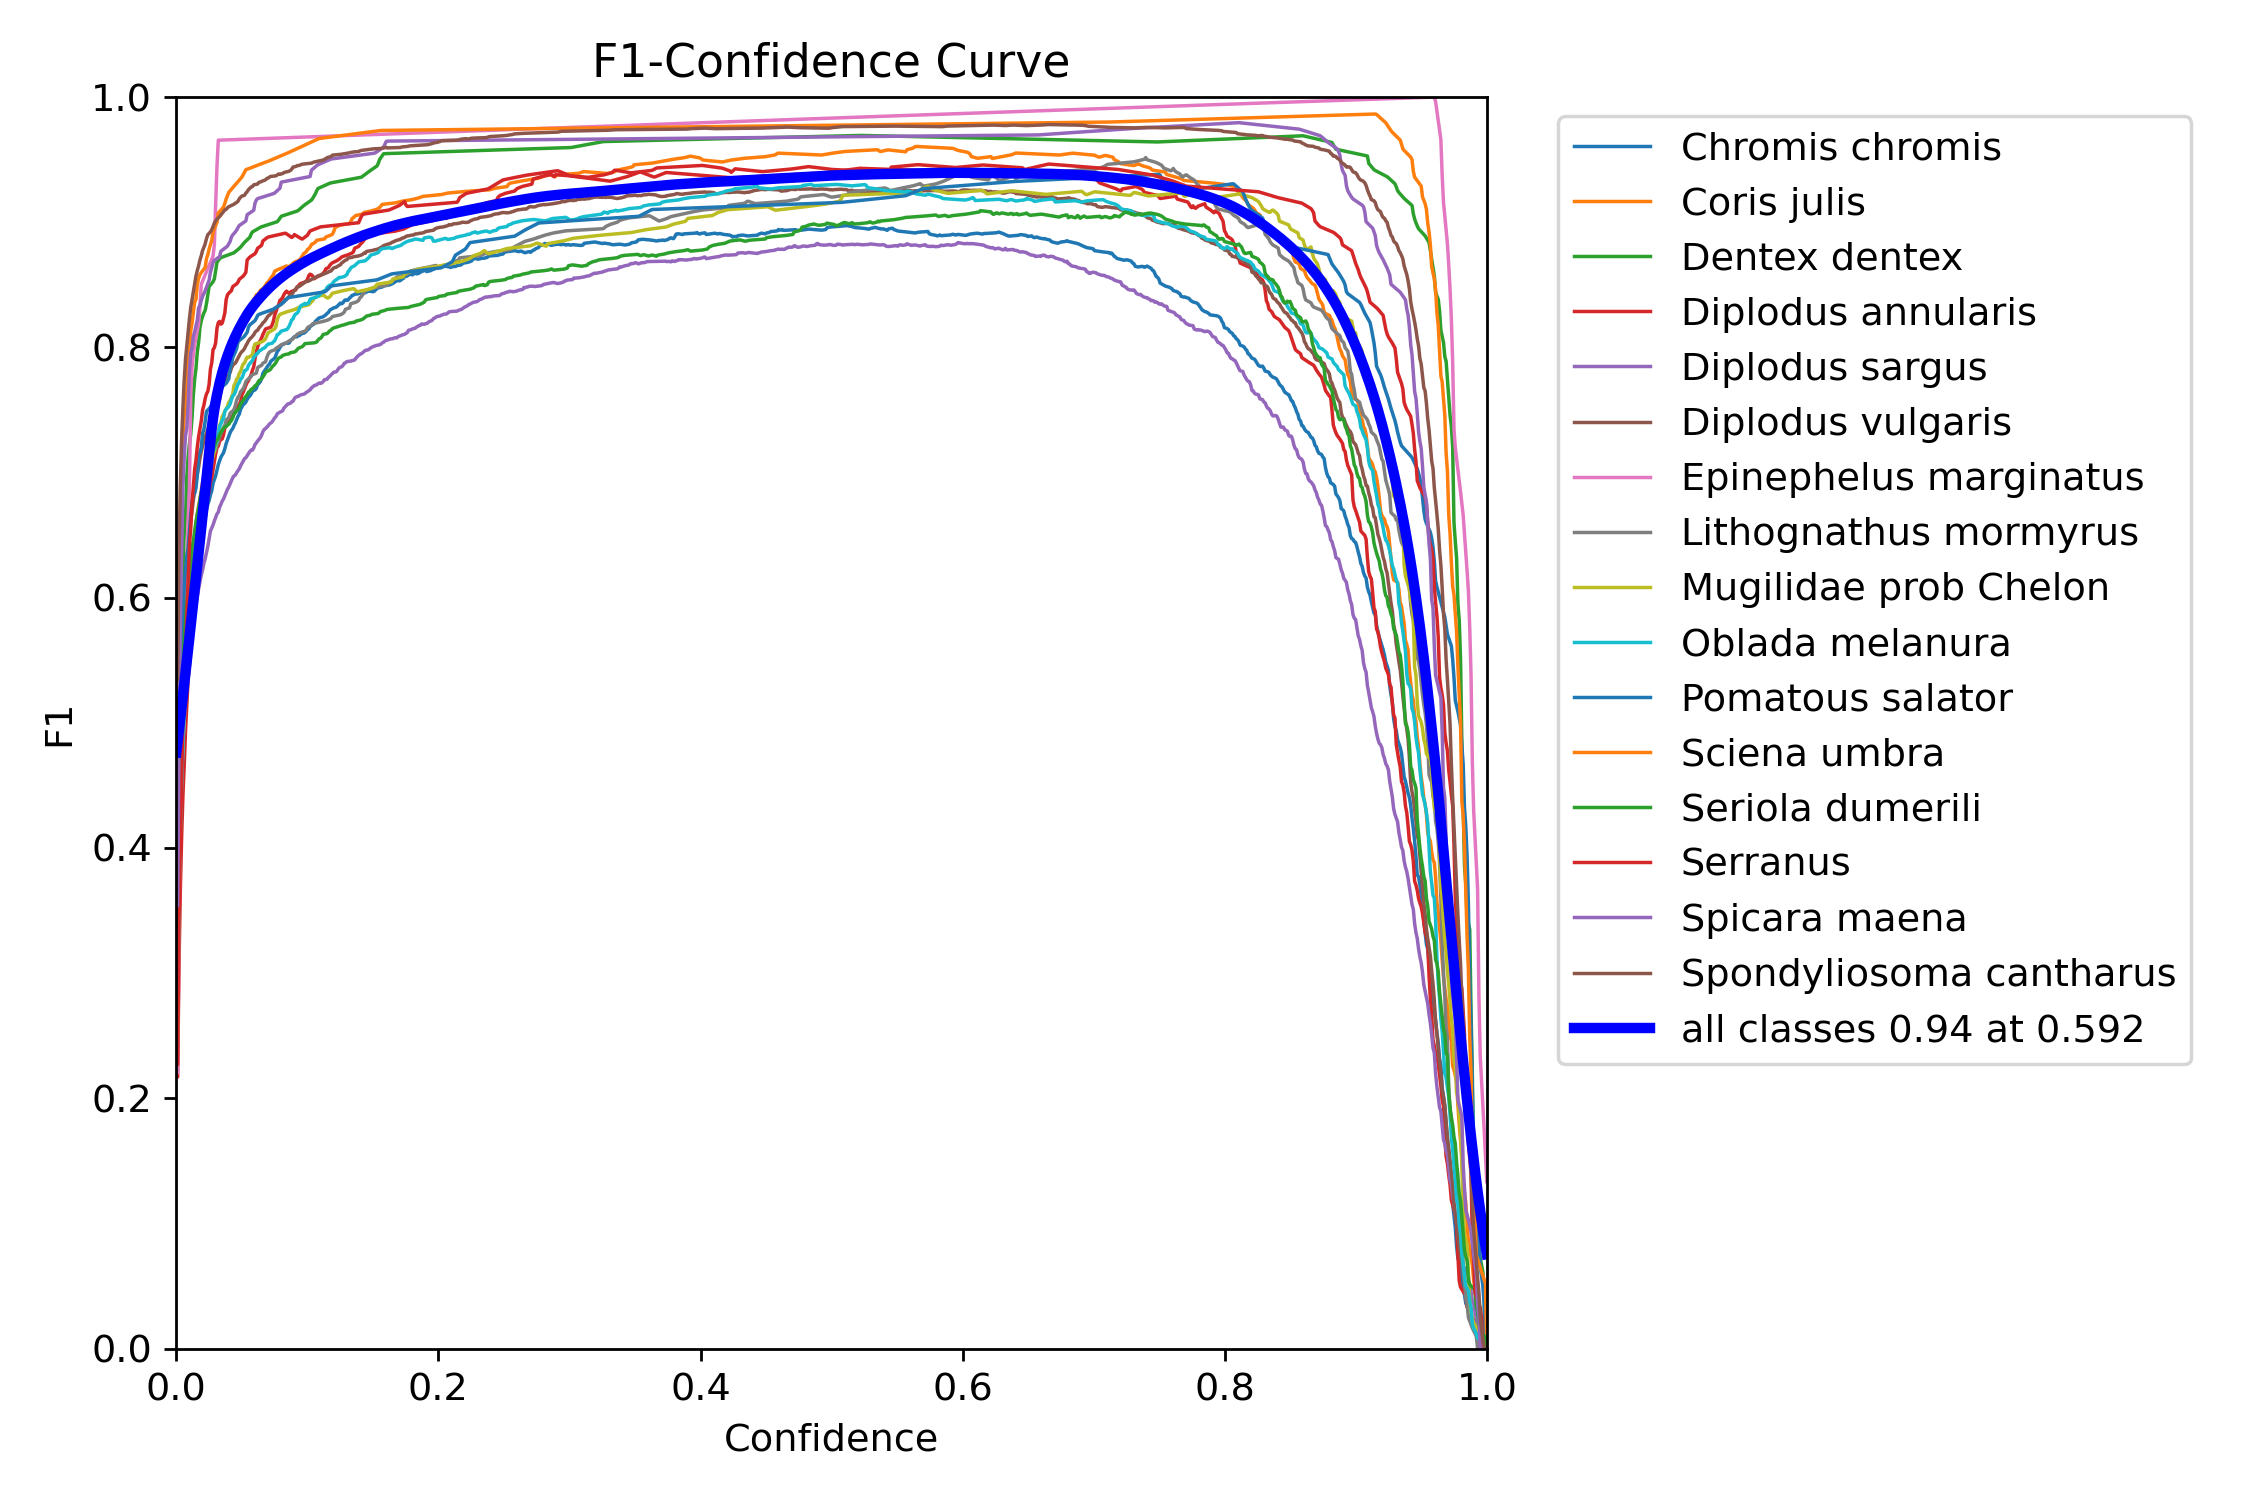 F1-Confidence Curve
1.0
0.8
0.6
0.4
0.2
0.0
F1
0.0 0.2 0.4 0.6 0.8 1.0
Confidence
Chromis chromis
Coris julis
Dentex dentex
Diplodus annularis
Diplodus sargus
Diplodus vulgaris
Epinephelus marginatus
Lithognathus mormyrus
Mugilidae prob Chelon
Oblada melanura
Pomatous salator
Sciena umbra
Seriola dumerili
Serranus
Spicara maena
Spondyliosoma cantharus
all classes 0.94 at 0.592